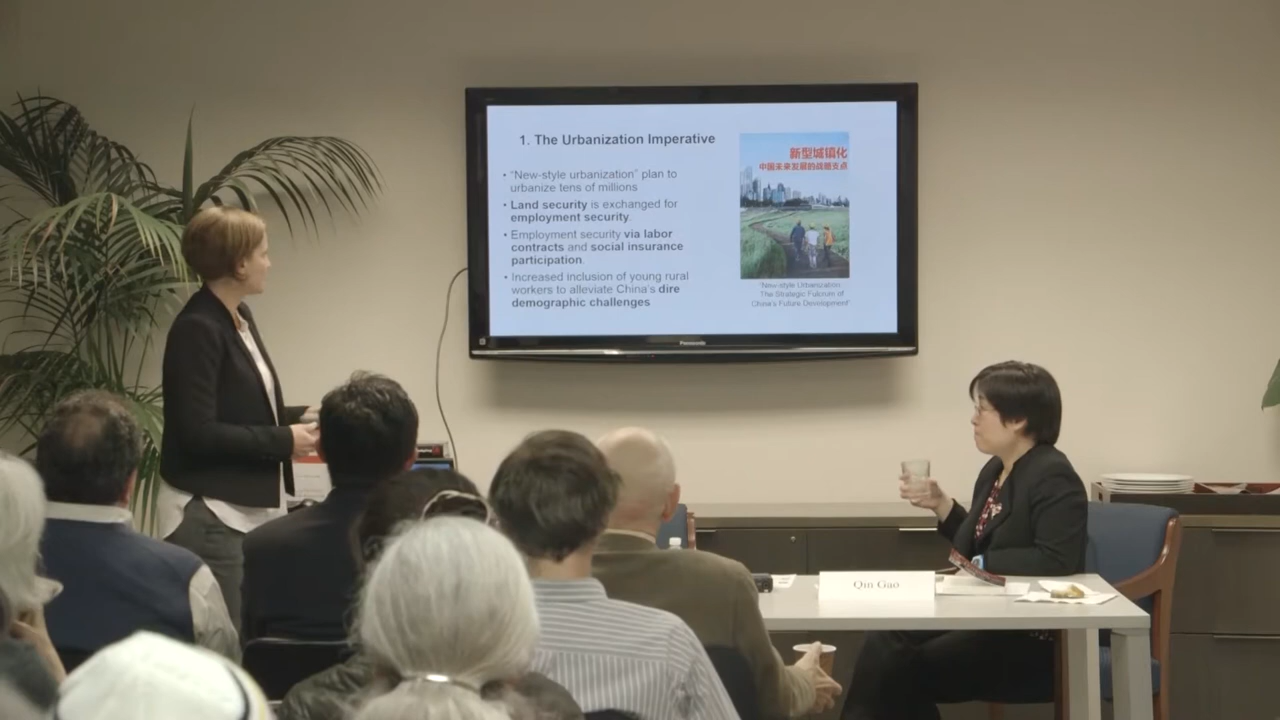 1. The Urbanization Imperative
• “New-style urbanization” plan to
urbanize tens of millions
• Land security is exchanged for
employment security.
• Employment security via labor
contracts and social insurance
participation.
• Increased inclusion of young rural
workers to alleviate China's dire
demographic challenges
新型城镇化
中国未来发展的战略支点
“New-style Urbanization:
The Strategic Fulcrum of
China's Future Development”
Panasonic
Qin Gao